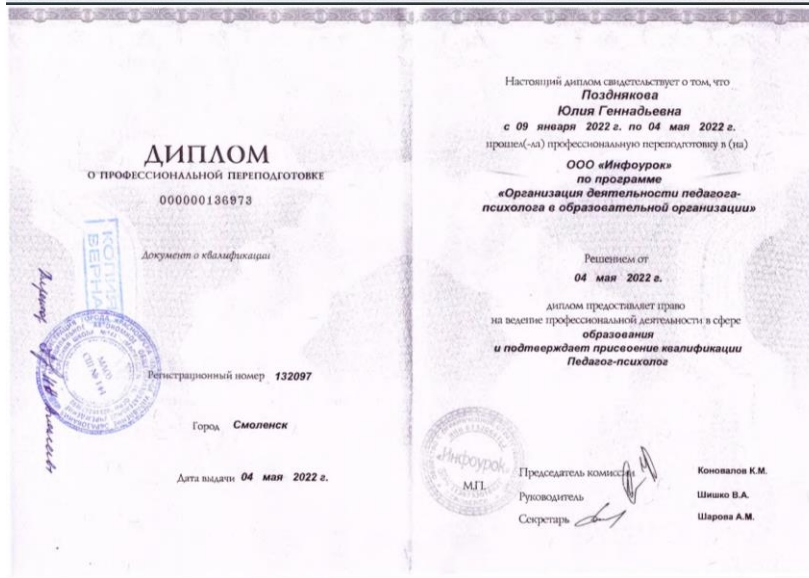 ДИПЛОМ
О ПРОФЕССИОНАЛЬНОЙ ПЕРЕПОДГОТОВКЕ
000000136973
Документ о квалификации
КОПИЯ
ВЕРНА
Регистрационный номер 132097
Город Смоленск
Дата выдачи 04 мая 2022 г.
Настоящий диплом свидетельствует о том, что
Позднякова
Юлия Геннадьевна
с 09 января 2022 г. по 04 мая 2022 г.
прошел(-ла) профессиональную переподготовку в (на)
ООО «Инфоурок»
по программе
«Организация деятельности педагога-
психолога в образовательной организации»
Решением от
04 мая 2022 г.
диплом предоставляет право
на ведение профессиональной деятельности в сфере
образования
и подтверждает присвоение квалификации
Педагог-психолог
«Инфоурок»
М.П.
Председатель комиссии Коновалов К.М.
Руководитель Шишко В.А.
Секретарь Шарова А.М.